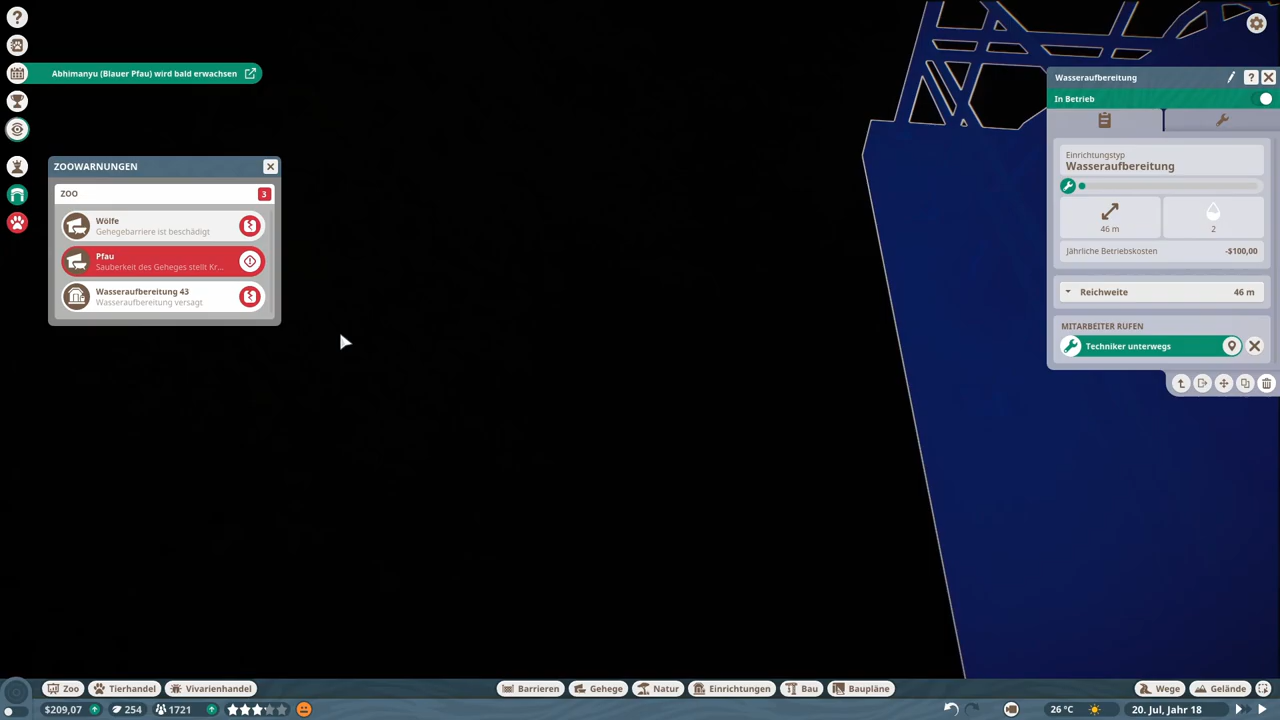 Abhimanyu (Blauer Pfau) wird bald erwachsen
ZOOWARNUNGEN
ZOO 3
Wölfe
Gehegebarriere ist beschädigt
Pfau
Sauberkeit des Geheges stellt Kr...
Wasseraufbereitung 43
Wasseraufbereitung versagt
Wasseraufbereitung ?
In Betrieb
Einrichtungstyp
Wasseraufbereitung
46 m 2
Jährliche Betriebskosten -$100,00
Reichweite 46 m
MITARBEITER RUFEN
Techniker unterwegs
Zoo Tierhandel Vivarienhandel Barrieren Gehege Natur Einrichtungen Bau Baupläne Wege Gelände
$209,07 254 1721 26 °C 20. Jul, Jahr 18